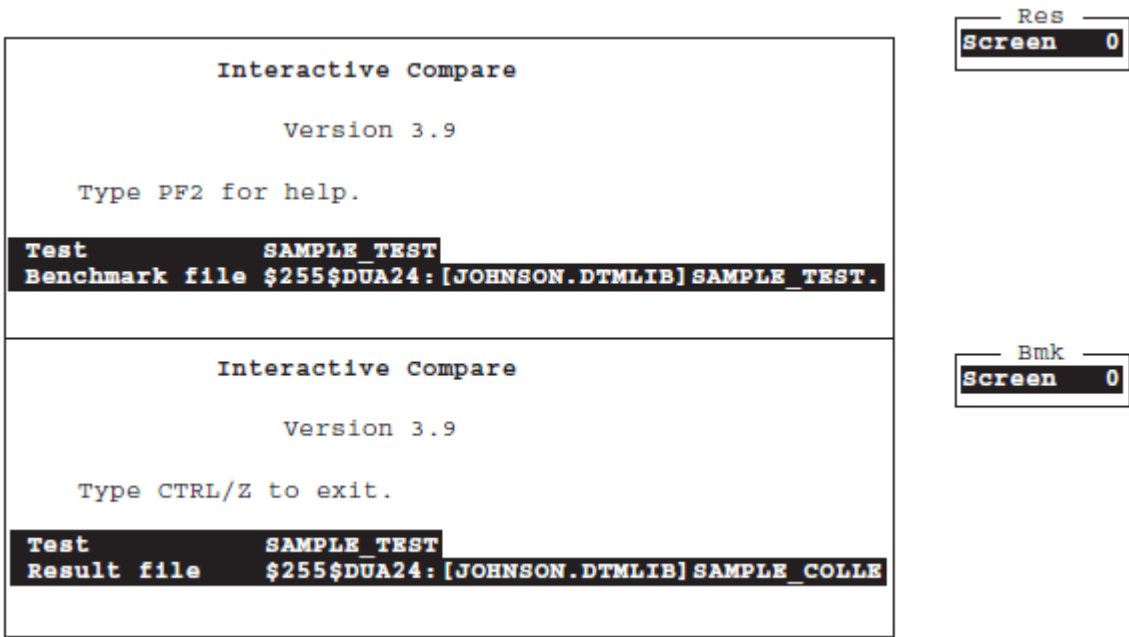 Res
Screen 0
Interactive Compare
Version 3.9
Type PF2 for help.
Test SAMPLE_TEST
Benchmark file $255$DUA24:[JOHNSON.DTMLIB]SAMPLE_TEST.
Bmk
Screen 0
Interactive Compare
Version 3.9
Type CTRL/Z to exit.
Test SAMPLE_TEST
Result file $255$DUA24:[JOHNSON.DTMLIB]SAMPLE_COLLE